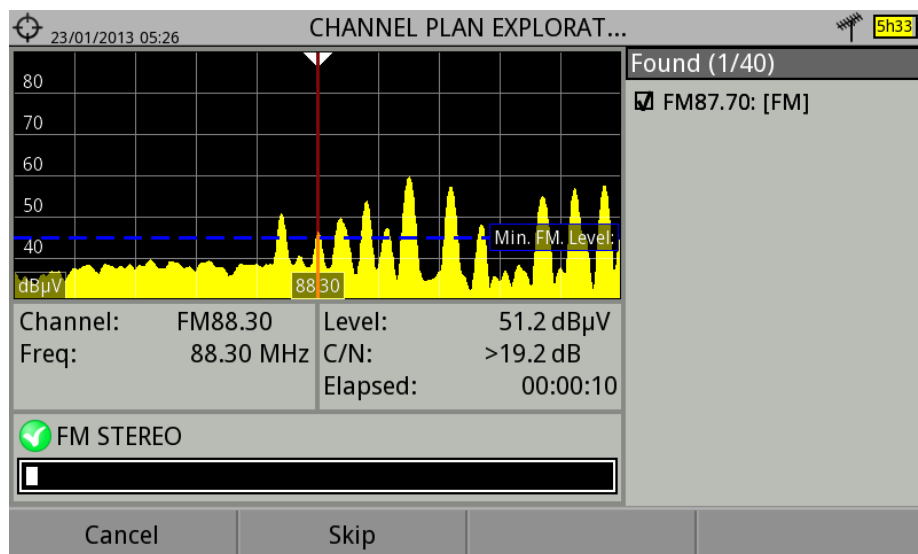 23/01/2013 05:26
CHANNEL PLAN EXPLORAT...
5h33
80
70
60
50
40
dBµV
Min. FM. Level:
88.30
Found (1/40)
FM87.70: [FM]
Channel: FM88.30
Freq: 88.30 MHz
Level: 51.2 dBµV
C/N: >19.2 dB
Elapsed: 00:00:10
FM STEREO
Cancel
Skip